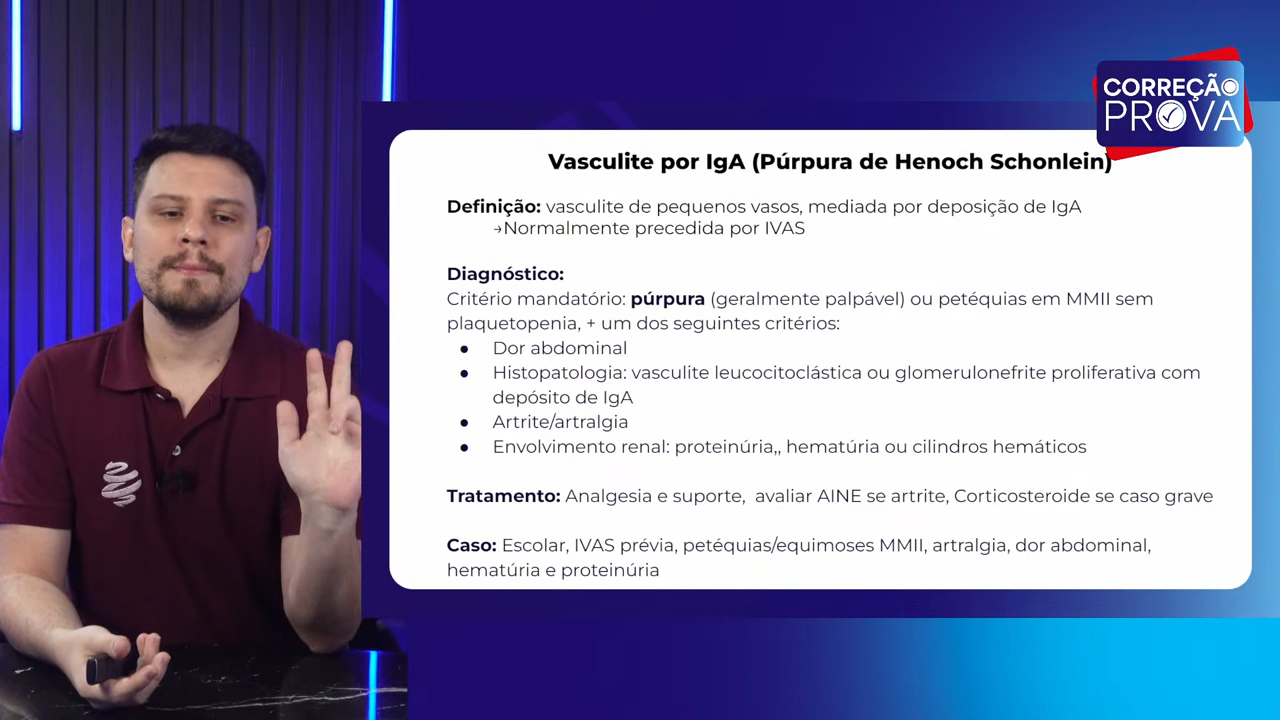 CORREÇÃO
PROVA
Vasculite por IgA (Púrpura de Henoch Schonlein)
Definição: vasculite de pequenos vasos, mediada por deposição de IgA
→Normalmente precedida por IVAS
Diagnóstico:
Critério mandatório: púrpura (geralmente palpável) ou petéquias em MMII sem
plaquetopenia, + um dos seguintes critérios:
● Dor abdominal
● Histopatologia: vasculite leucocitoclástica ou glomerulonefrite proliferativa com
depósito de IgA
● Artrite/artralgia
● Envolvimento renal: proteinúria,, hematúria ou cilindros hemáticos
Tratamento: Analgesia e suporte, avaliar AINE se artrite, Corticosteroide se caso grave
Caso: Escolar, IVAS prévia, petéquias/equimoses MMII, artralgia, dor abdominal,
hematúria e proteinúria